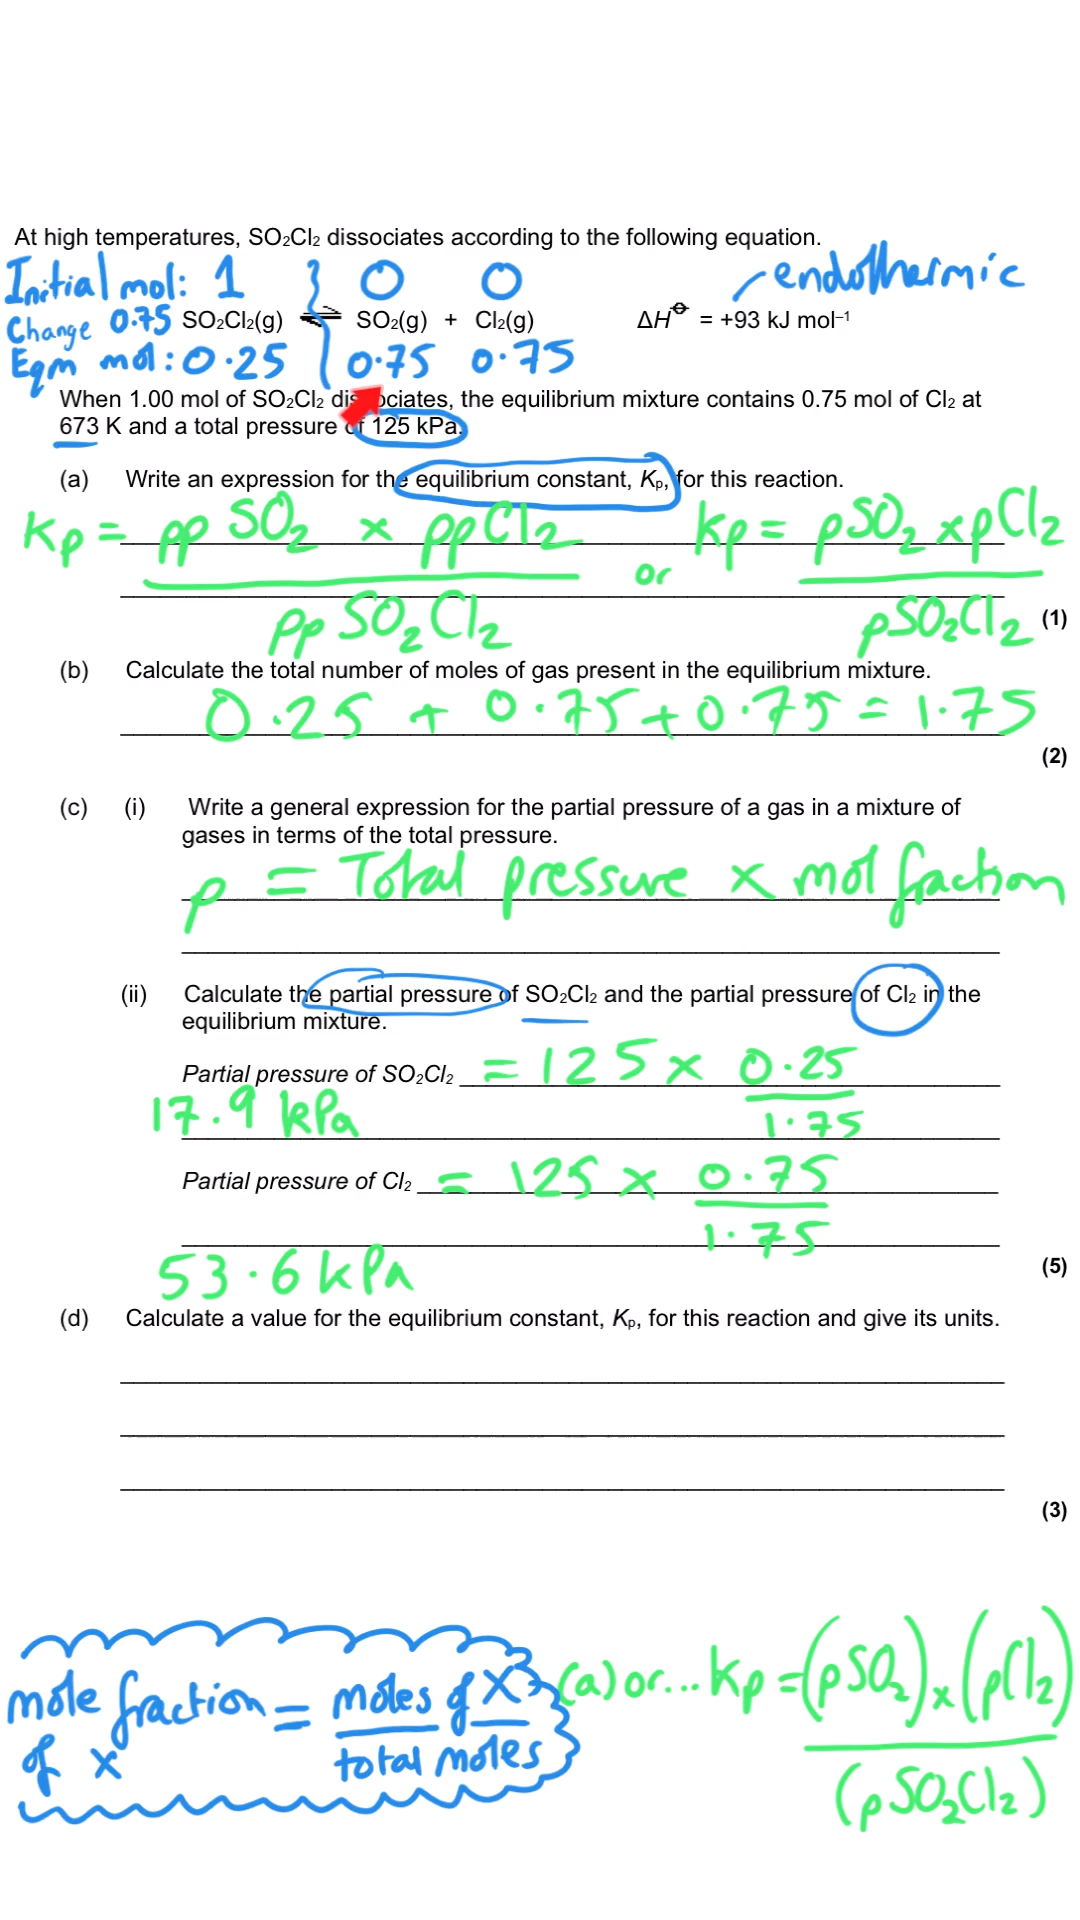 At high temperatures, SO₂Cl₂ dissociates according to the following equation.
Initial mol: 1 0 0 endothermic
Change 0.75 SO₂Cl₂(g) ⇌ SO₂(g) + Cl₂(g) ΔH⦵ = +93 kJ mol⁻¹
Eqm mol: 0.25 0.75 0.75
When 1.00 mol of SO₂Cl₂ dissociates, the equilibrium mixture contains 0.75 mol of Cl₂ at
673 K and a total pressure of 125 kPa.
(a) Write an expression for the equilibrium constant, Kₚ, for this reaction.
Kp = pp SO₂ x pp Cl₂ or Kp = pSO₂ x pCl₂
pp SO₂Cl₂ pSO₂Cl₂ (1)
(b) Calculate the total number of moles of gas present in the equilibrium mixture.
0.25 + 0.75 + 0.75 = 1.75
(2)
(c) (i) Write a general expression for the partial pressure of a gas in a mixture of
gases in terms of the total pressure.
p = Total pressure x mol fraction
(ii) Calculate the partial pressure of SO₂Cl₂ and the partial pressure of Cl₂ in the
equilibrium mixture.
Partial pressure of SO₂Cl₂ = 125 x 0.25
17.9 kPa 1.75
Partial pressure of Cl₂ = 125 x 0.75
1.75
53.6 kPa (5)
(d) Calculate a value for the equilibrium constant, Kₚ, for this reaction and give its units.
(3)
mole fraction = moles of X (a) or... Kp = (pSO₂) x (pCl₂)
of X total moles (pSO₂Cl₂)